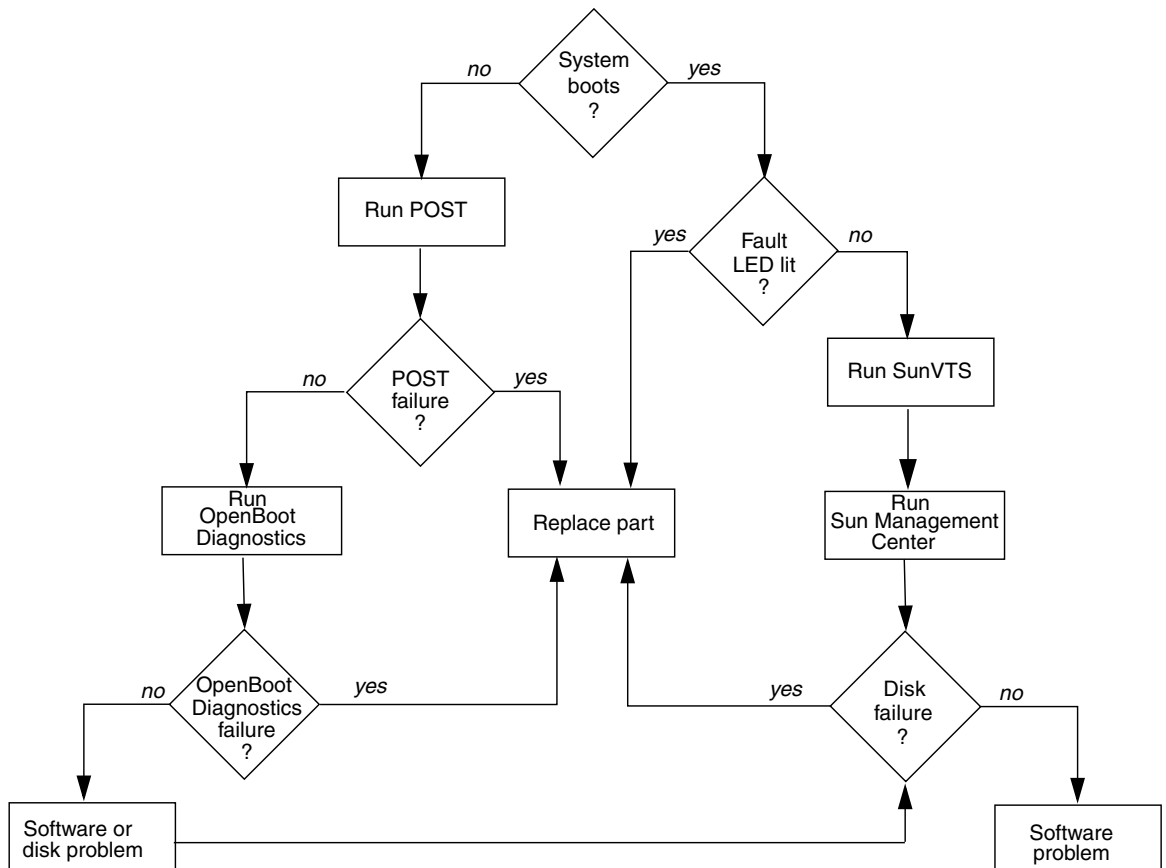 System
boots
?
no
yes
Run POST
yes
Fault
LED lit
?
no
Run SunVTS
no
POST
failure
?
yes
Run
OpenBoot
Diagnostics
Replace part
Run
Sun Management
Center
no
OpenBoot
Diagnostics
failure
?
yes
yes
Disk
failure
?
no
Software or
disk problem
Software
problem